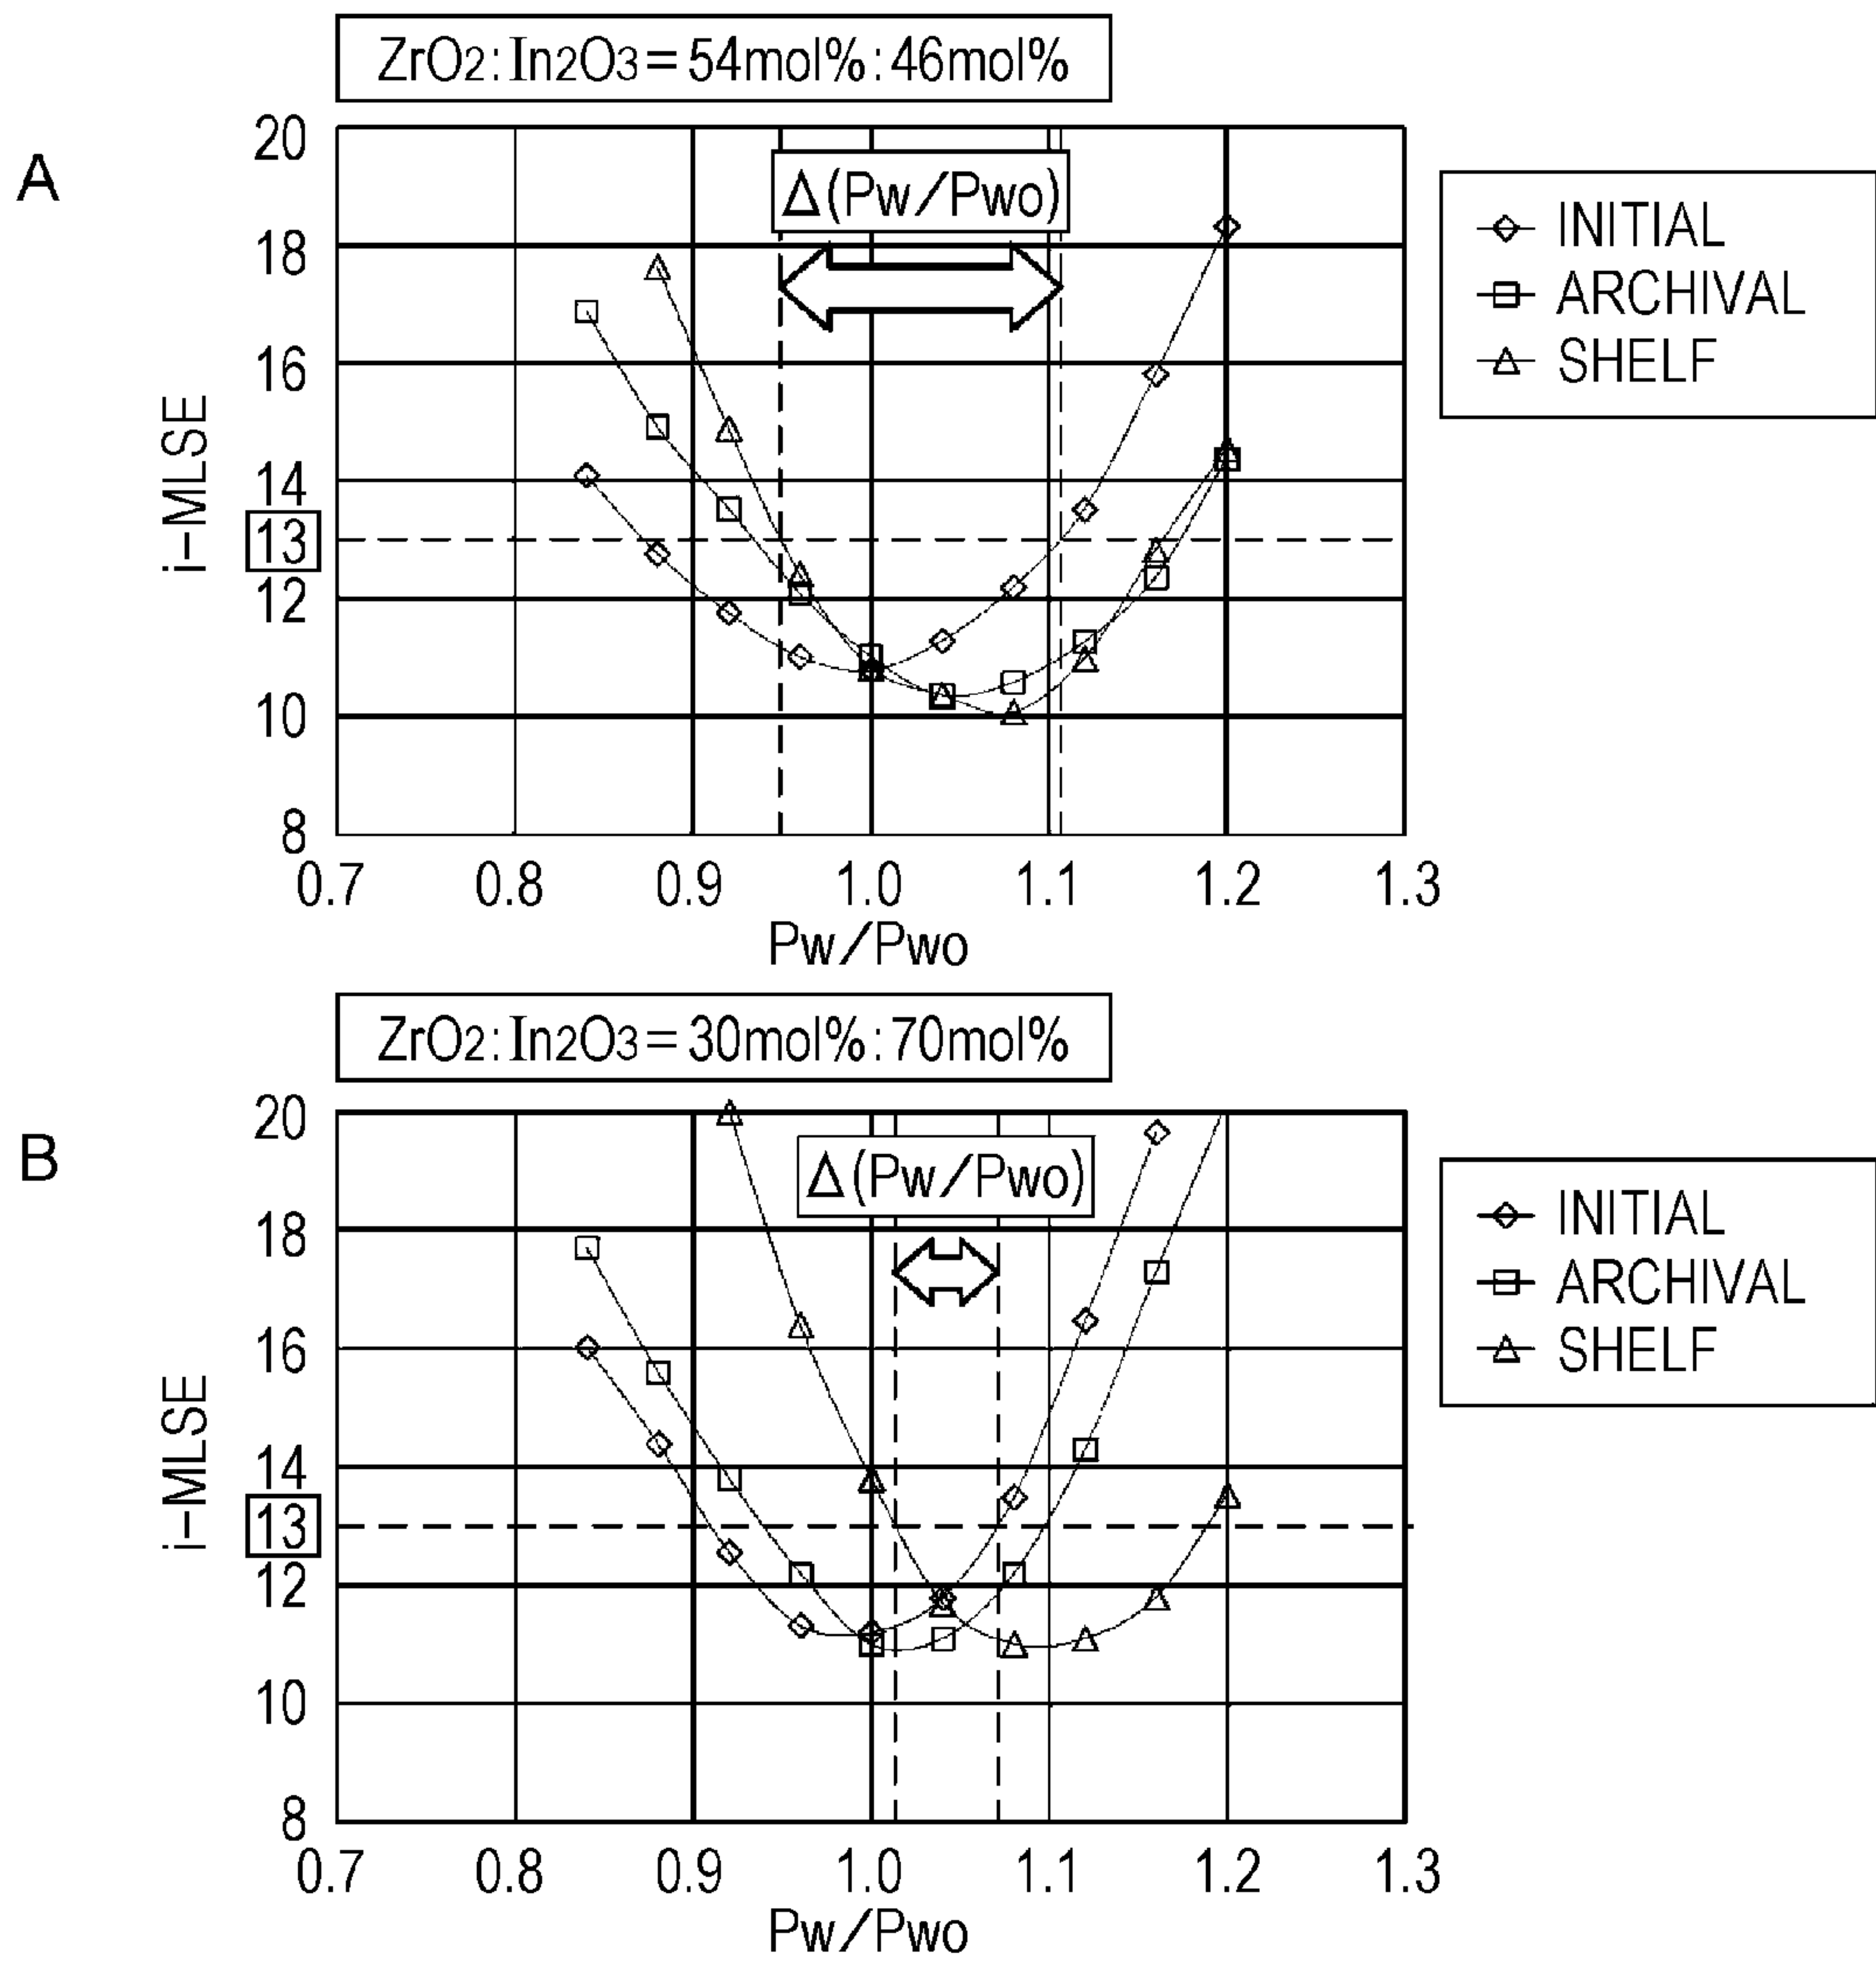 ZrO2:In2O3=54mol%:46mol%
A
20
18
16
14
13
12
10
8
i-MLSE
Δ(Pw/Pwo)
0.7 0.8 0.9 1.0 1.1 1.2 1.3
Pw/Pwo
INITIAL
ARCHIVAL
SHELF
ZrO2:In2O3=30mol%:70mol%
B
20
18
16
14
13
12
10
8
i-MLSE
Δ(Pw/Pwo)
0.7 0.8 0.9 1.0 1.1 1.2 1.3
Pw/Pwo
INITIAL
ARCHIVAL
SHELF